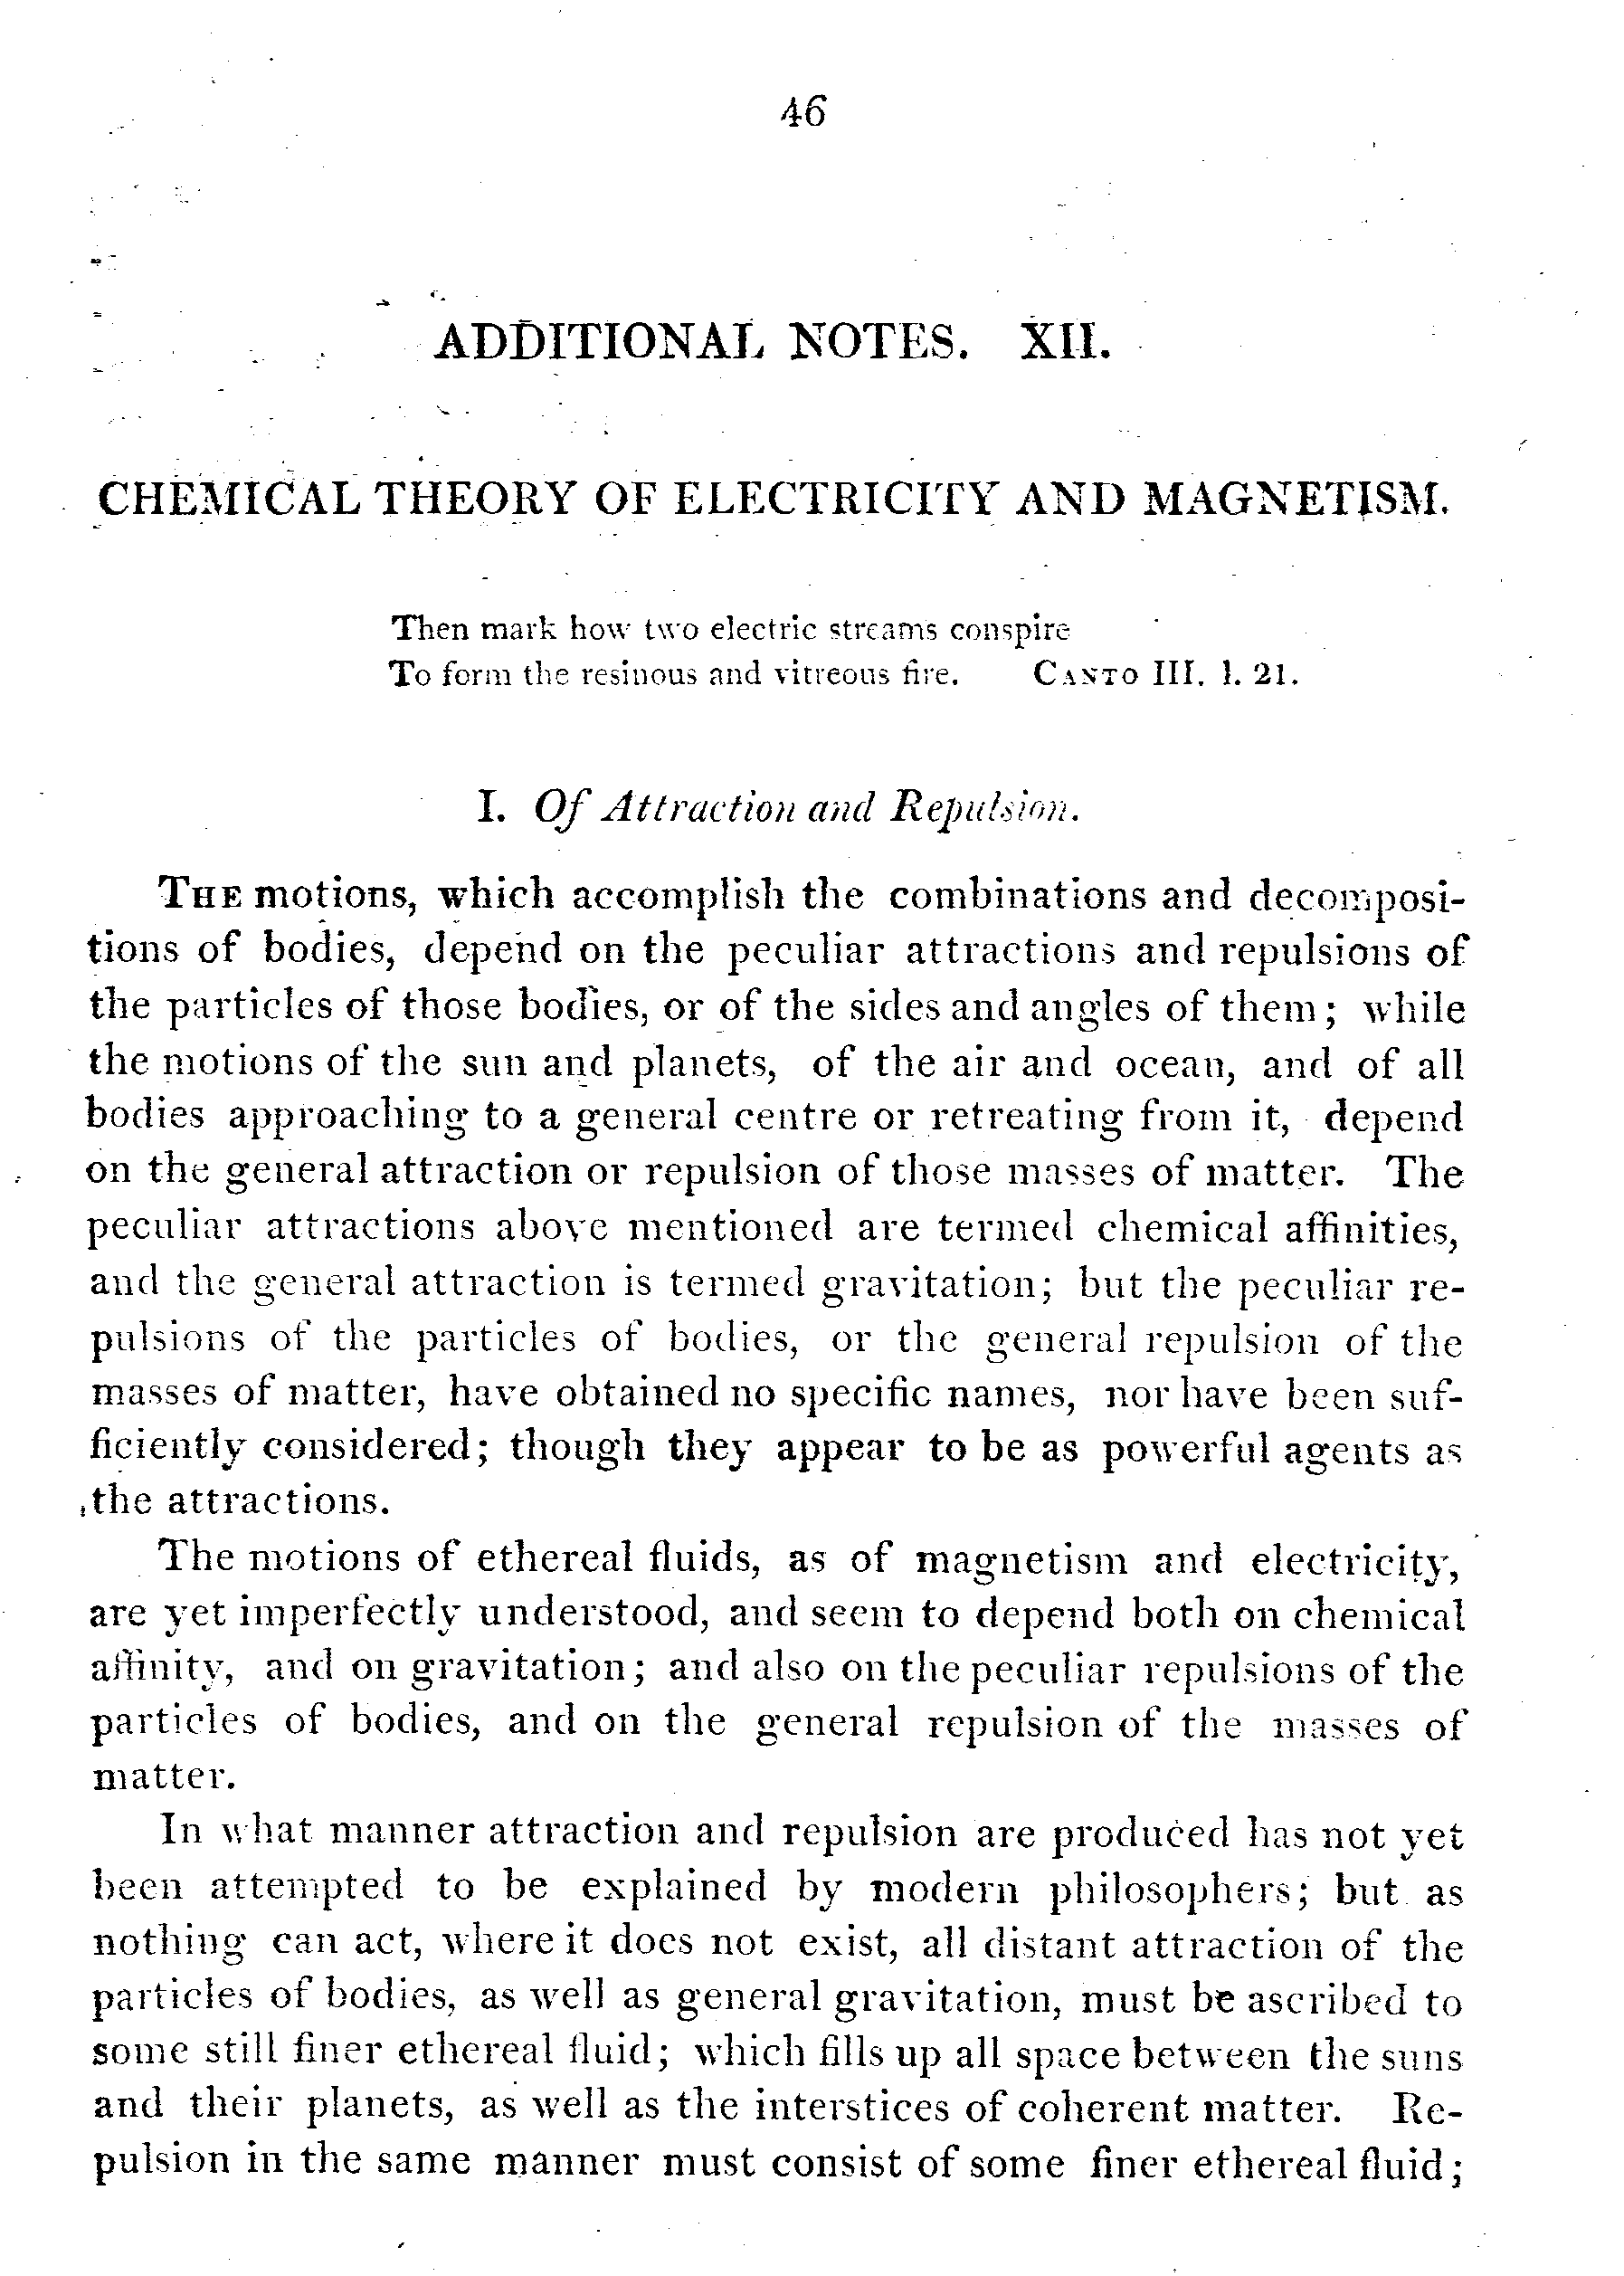 46
ADDITIONAL NOTES. XII.
CHEMICAL THEORY OF ELECTRICITY AND MAGNETISM.
Then mark how two electric streams conspire
To form the resinous and vitreous fire. CANTO III. l. 21.
I. Of Attraction and Repulsion.
THE motions, which accomplish the combinations and decomposi-
tions of bodies, depend on the peculiar attractions and repulsions of
the particles of those bodies, or of the sides and angles of them; while
the motions of the sun and planets, of the air and ocean, and of all
bodies approaching to a general centre or retreating from it, depend
on the general attraction or repulsion of those masses of matter. The
peculiar attractions above mentioned are termed chemical affinities,
and the general attraction is termed gravitation; but the peculiar re-
pulsions of the particles of bodies, or the general repulsion of the
masses of matter, have obtained no specific names, nor have been suf-
ficiently considered; though they appear to be as powerful agents as
the attractions.
The motions of ethereal fluids, as of magnetism and electricity,
are yet imperfectly understood, and seem to depend both on chemical
affinity, and on gravitation; and also on the peculiar repulsions of the
particles of bodies, and on the general repulsion of the masses of
matter.
In what manner attraction and repulsion are produced has not yet
been attempted to be explained by modern philosophers; but as
nothing can act, where it does not exist, all distant attraction of the
particles of bodies, as well as general gravitation, must be ascribed to
some still finer ethereal fluid; which fills up all space between the suns
and their planets, as well as the interstices of coherent matter. Re-
pulsion in the same manner must consist of some finer ethereal fluid;